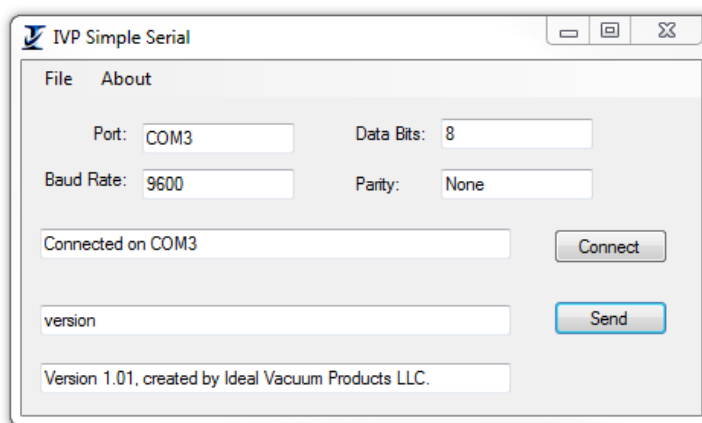 IVP Simple Serial
File About
Port: COM3 Data Bits: 8
Baud Rate: 9600 Parity: None
Connected on COM3 Connect
version Send
Version 1.01, created by Ideal Vacuum Products LLC.